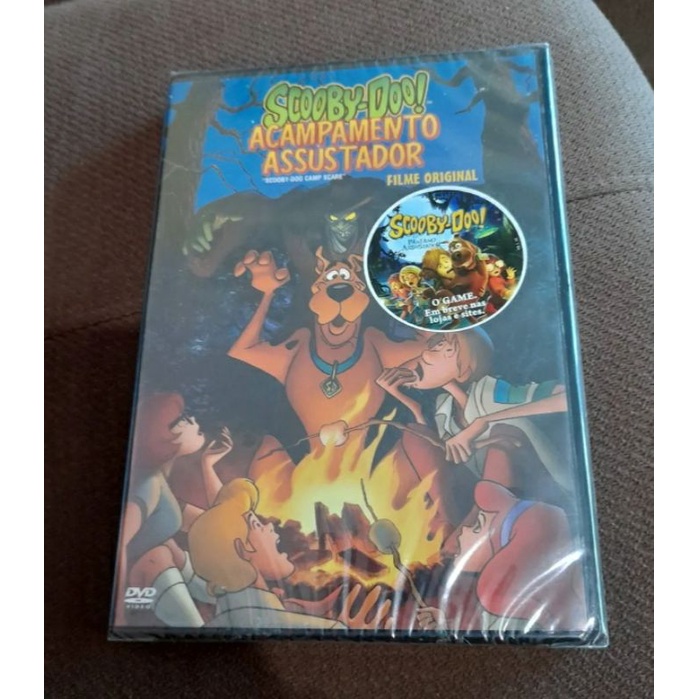 SCOOBY-DOO!
ACAMPAMENTO
ASSUSTADOR
"SCOOBY-DOO CAMP SCARE"
FILME ORIGINAL
SCOOBY-DOO!
O GAME.
Em breve nas
lojas e sites.
DVD
VIDEO